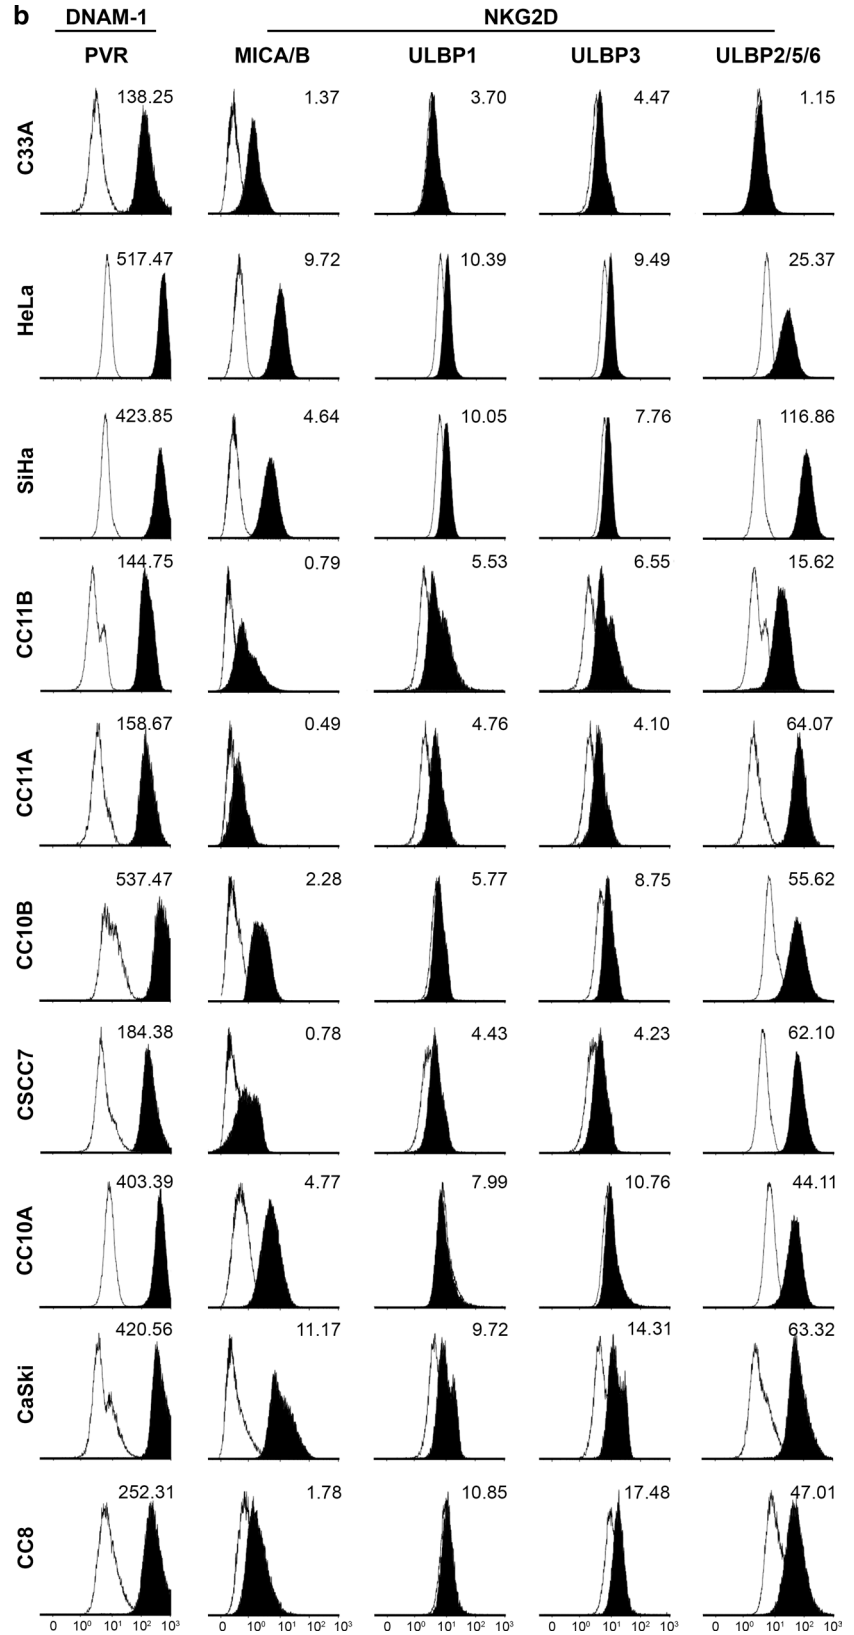 b DNAM-1 NKG2D
PVR MICA/B ULBP1 ULBP3 ULBP2/5/6
C33A 138.25 1.37 3.70 4.47 1.15
HeLa 517.47 9.72 10.39 9.49 25.37
SiHa 423.85 4.64 10.05 7.76 116.86
CC11B 144.75 0.79 5.53 6.55 15.62
CC11A 158.67 0.49 4.76 4.10 64.07
CC10B 537.47 2.28 5.77 8.75 55.62
CSCC7 184.38 0.78 4.43 4.23 62.10
CC10A 403.39 4.77 7.99 10.76 44.11
CaSki 420.56 11.17 9.72 14.31 63.32
CC8 252.31 1.78 10.85 17.48 47.01
0 10⁰ 10¹ 10² 10³ 0 10⁰ 10¹ 10² 10³ 0 10⁰ 10¹ 10² 10³ 0 10⁰ 10¹ 10² 10³ 0 10⁰ 10¹ 10² 10³